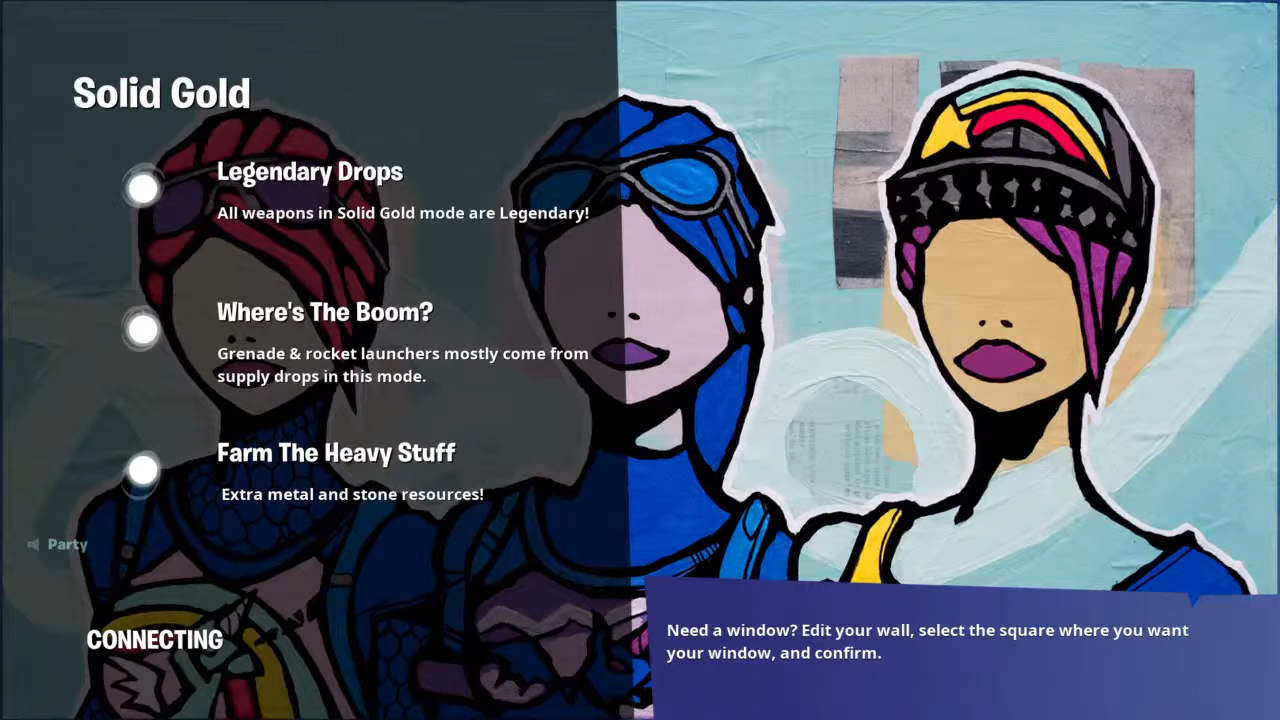 Solid Gold
Legendary Drops
All weapons in Solid Gold mode are Legendary!
Where's The Boom?
Grenade & rocket launchers mostly come from
supply drops in this mode.
Farm The Heavy Stuff
Extra metal and stone resources!
Party
CONNECTING
Need a window? Edit your wall, select the square where you want
your window, and confirm.